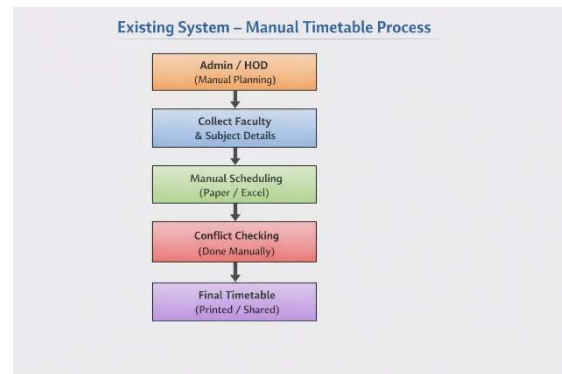 Existing System – Manual Timetable Process
Admin / HOD
(Manual Planning)
Collect Faculty
& Subject Details
Manual Scheduling
(Paper / Excel)
Conflict Checking
(Done Manually)
Final Timetable
(Printed / Shared)